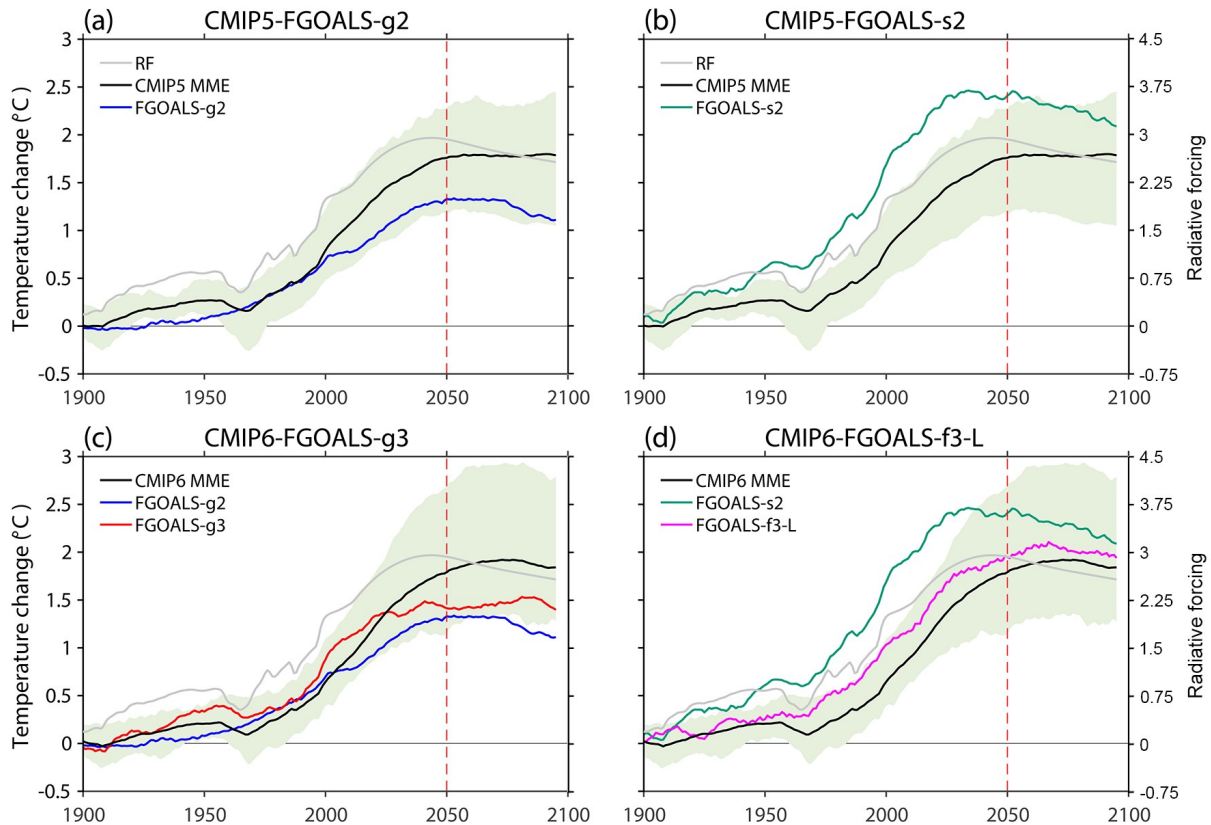 (a) CMIP5-FGOALS-g2
3
2.5
2
1.5
1
0.5
0
-0.5
Temperature change (°C)
RF
CMIP5 MME
FGOALS-g2
1900 1950 2000 2050 2100
(b) CMIP5-FGOALS-s2
RF
CMIP5 MME
FGOALS-s2
4.5
3.75
3
2.25
1.5
0.75
0
-0.75
Radiative forcing
1900 1950 2000 2050 2100
(c) CMIP6-FGOALS-g3
3
2.5
2
1.5
1
0.5
0
-0.5
Temperature change (°C)
CMIP6 MME
FGOALS-g2
FGOALS-g3
1900 1950 2000 2050 2100
(d) CMIP6-FGOALS-f3-L
CMIP6 MME
FGOALS-s2
FGOALS-f3-L
4.5
3.75
3
2.25
1.5
0.75
0
-0.75
Radiative forcing
1900 1950 2000 2050 2100